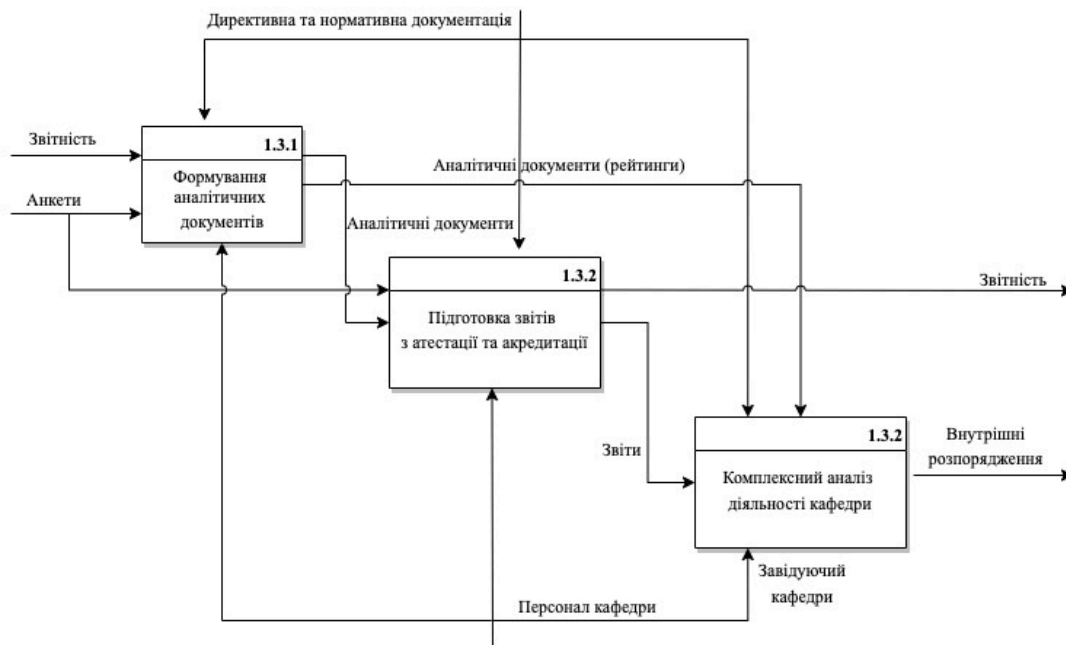 Директивна та нормативна документація
Звітність
1.3.1
Формування
аналітичних
документів
Анкети
Аналітичні документи (рейтинги)
Аналітичні документи
1.3.2
Підготовка звітів
з атестації та акредитації
Звітність
Звіти
1.3.2
Комплексний аналіз
діяльності кафедри
Внутрішні
розпорядження
Завідуючий
кафедри
Персонал кафедри